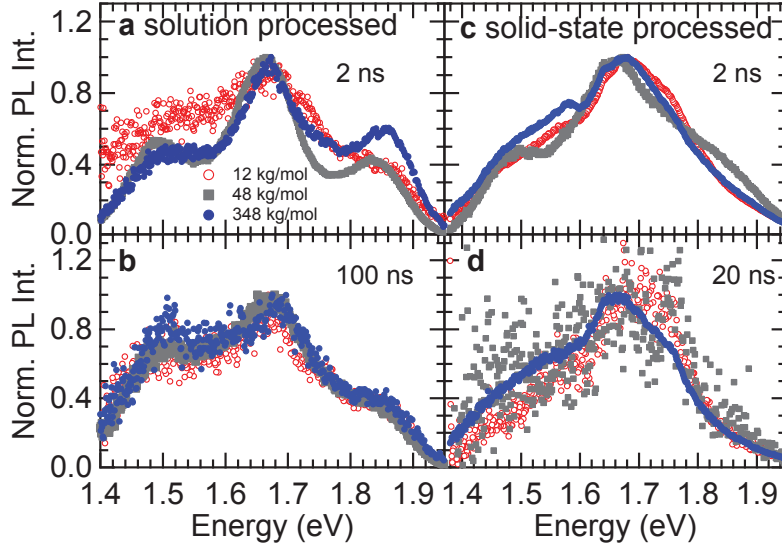 a solution processed
2 ns
Norm. PL Int.
1.2
1.0
0.8
0.4
0.0
12 kg/mol
48 kg/mol
348 kg/mol
c solid-state processed
2 ns
b
100 ns
Norm. PL Int.
1.2
0.8
0.4
0.0
1.4 1.5 1.6 1.7 1.8 1.9
Energy (eV)
d
20 ns
1.4 1.5 1.6 1.7 1.8 1.9
Energy (eV)